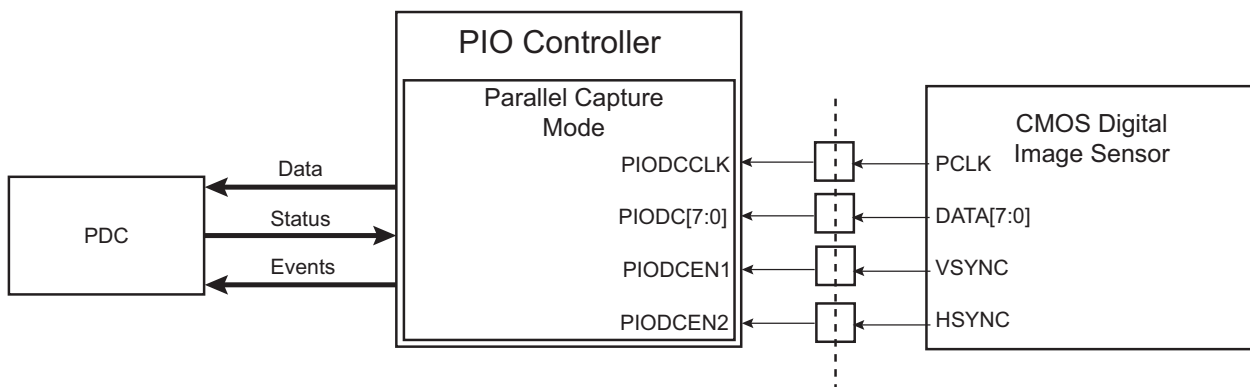 PIO Controller
Parallel Capture
Mode
PIODCCLK
PIODC[7:0]
PIODCEN1
PIODCEN2
Data
Status
Events
PDC
CMOS Digital
Image Sensor
PCLK
DATA[7:0]
VSYNC
HSYNC